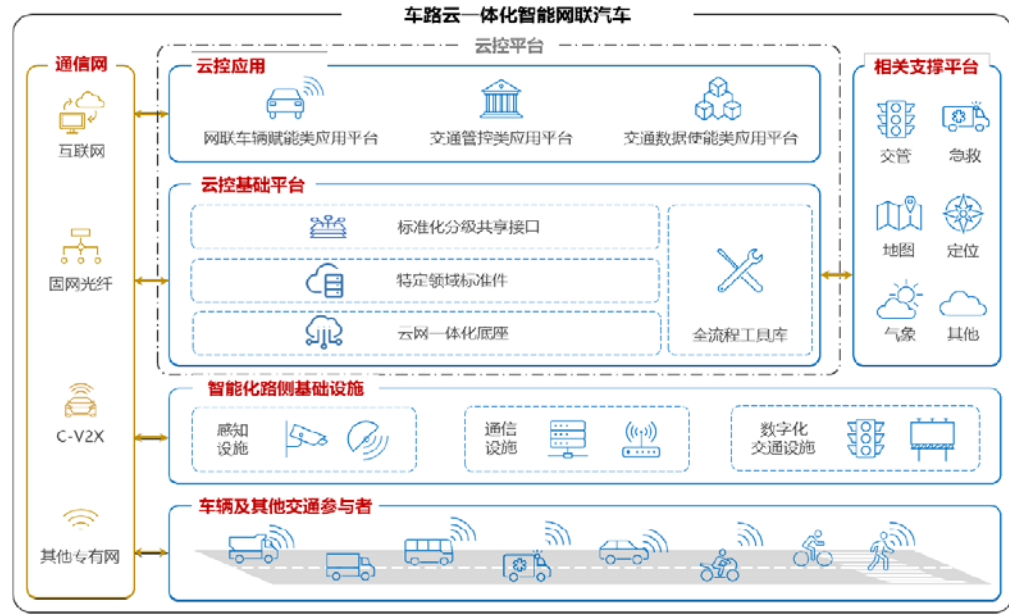 车路云一体化智能网联汽车
云控平台
通信网
互联网
固网光纤
C-V2X
其他专有网
云控应用
网联车辆赋能类应用平台
交通管控类应用平台
交通数据使能类应用平台
云控基础平台
标准化分级共享接口
特定领域标准件
云网一体化底座
全流程工具库
相关支撑平台
交管
急救
地图
定位
气象
其他
智能化路侧基础设施
感知
设施
通信
设施
数字化
交通设施
车辆及其他交通参与者